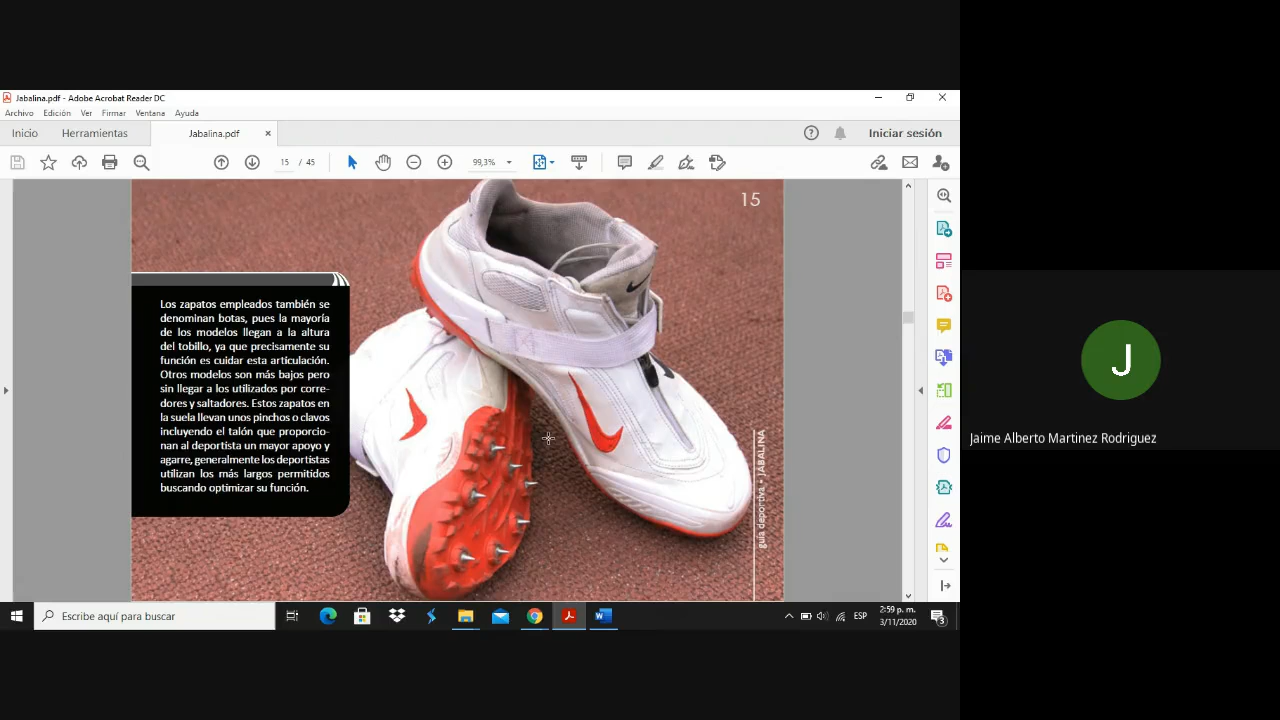 Jabalina.pdf - Adobe Acrobat Reader DC
Archivo Edición Ver Firmar Ventana Ayuda
Inicio Herramientas Jabalina.pdf × Iniciar sesión
15 / 45 99,3%
15
Los zapatos empleados también se
denominan botas, pues la mayoría
de los modelos llegan a la altura
del tobillo, ya que precisamente su
función es cuidar esta articulación.
Otros modelos son más bajos pero
sin llegar a los utilizados por corre-
dores y saltadores. Estos zapatos en
la suela llevan unos pinchos o clavos
incluyendo el talón que proporcio-
nan al deportista un mayor apoyo y
agarre, generalmente los deportistas
utilizan los más largos permitidos
buscando optimizar su función.
guía deportiva • JABALINA
J
Jaime Alberto Martinez Rodriguez
Escribe aquí para buscar
ESP
2:59 p. m.
3/11/2020
3